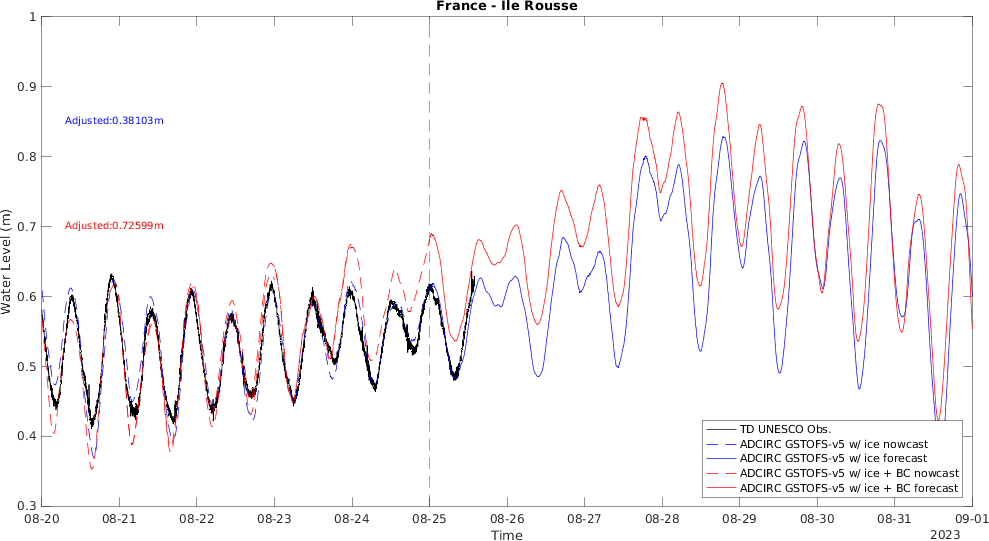 France - Ile Rousse
1
0.9
0.8
0.7
0.6
0.5
0.4
0.3
Water Level (m)
Adjusted:0.38103m
Adjusted:0.72599m
TD UNESCO Obs.
ADCIRC GSTOFS-v5 w/ ice nowcast
ADCIRC GSTOFS-v5 w/ ice forecast
ADCIRC GSTOFS-v5 w/ ice + BC nowcast
ADCIRC GSTOFS-v5 w/ ice + BC forecast
08-20 08-21 08-22 08-23 08-24 08-25 08-26 08-27 08-28 08-29 08-30 08-31 09-01
Time
2023